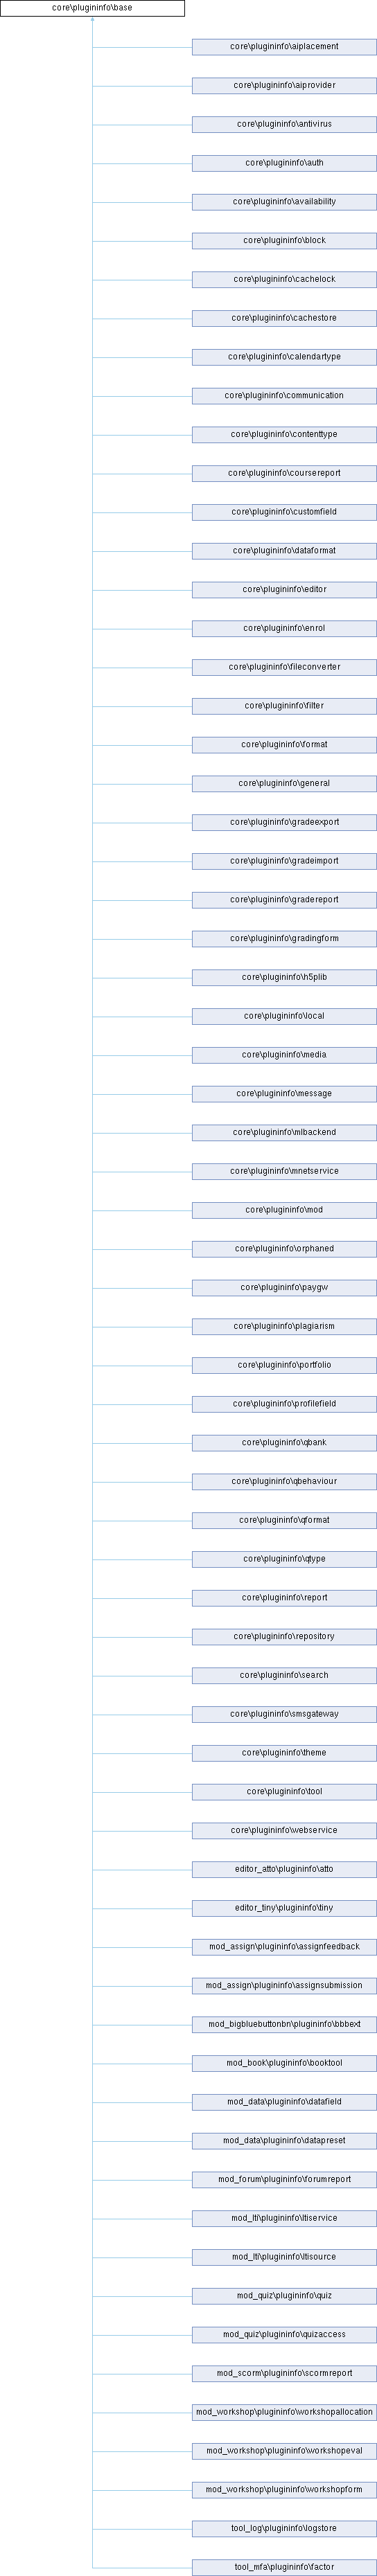 core\plugininfo\base
core\plugininfo\aiplacement
core\plugininfo\aiprovider
core\plugininfo\antivirus
core\plugininfo\auth
core\plugininfo\availability
core\plugininfo\block
core\plugininfo\cachelock
core\plugininfo\cachestore
core\plugininfo\calendartype
core\plugininfo\communication
core\plugininfo\contenttype
core\plugininfo\coursereport
core\plugininfo\customfield
core\plugininfo\dataformat
core\plugininfo\editor
core\plugininfo\enrol
core\plugininfo\fileconverter
core\plugininfo\filter
core\plugininfo\format
core\plugininfo\general
core\plugininfo\gradeexport
core\plugininfo\gradeimport
core\plugininfo\gradereport
core\plugininfo\gradingform
core\plugininfo\h5plib
core\plugininfo\local
core\plugininfo\media
core\plugininfo\message
core\plugininfo\mlbackend
core\plugininfo\mnetservice
core\plugininfo\mod
core\plugininfo\orphaned
core\plugininfo\paygw
core\plugininfo\plagiarism
core\plugininfo\portfolio
core\plugininfo\profilefield
core\plugininfo\qbank
core\plugininfo\qbehaviour
core\plugininfo\qformat
core\plugininfo\qtype
core\plugininfo\report
core\plugininfo\repository
core\plugininfo\search
core\plugininfo\smsgateway
core\plugininfo\theme
core\plugininfo\tool
core\plugininfo\webservice
editor_atto\plugininfo\atto
editor_tiny\plugininfo\tiny
mod_assign\plugininfo\assignfeedback
mod_assign\plugininfo\assignsubmission
mod_bigbluebuttonbn\plugininfo\bbbext
mod_book\plugininfo\booktool
mod_data\plugininfo\datafield
mod_data\plugininfo\datapreset
mod_forum\plugininfo\forumreport
mod_lti\plugininfo\ltiservice
mod_lti\plugininfo\ltisource
mod_quiz\plugininfo\quiz
mod_quiz\plugininfo\quizaccess
mod_scorm\plugininfo\scormreport
mod_workshop\plugininfo\workshopallocation
mod_workshop\plugininfo\workshopeval
mod_workshop\plugininfo\workshopform
tool_log\plugininfo\logstore
tool_mfa\plugininfo\factor